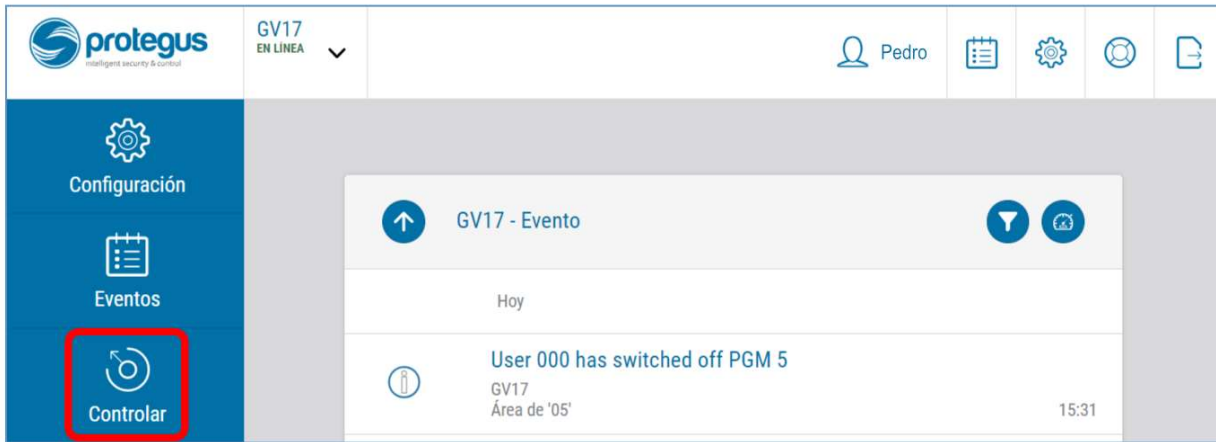 protegus
intelligent security & control
GV17
EN LÍNEA
Pedro
Configuración
Eventos
Controlar
GV17 - Evento
Hoy
User 000 has switched off PGM 5
GV17
Área de '05'
15:31